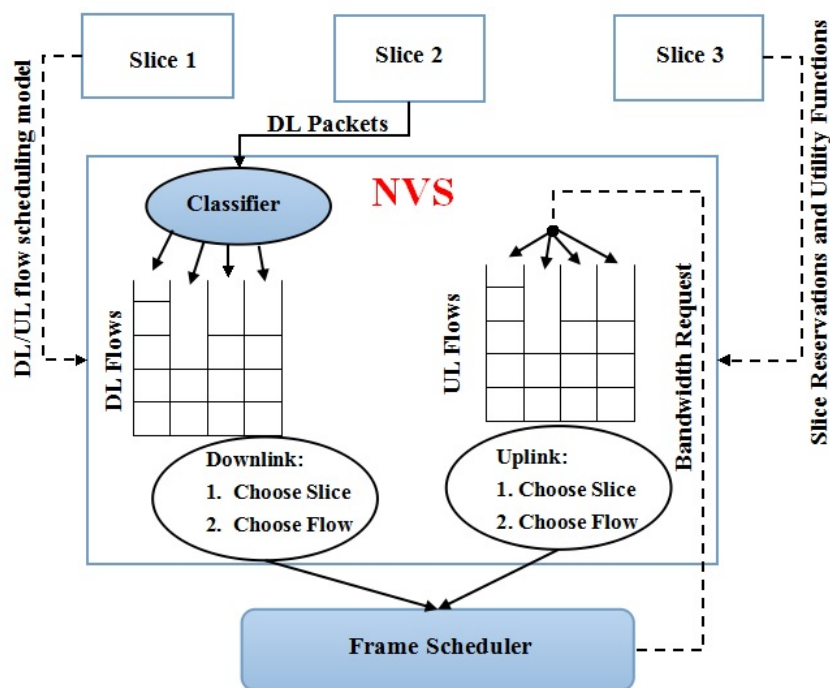 Slice 1
Slice 2
Slice 3
DL Packets
DL/UL flow scheduling model
Slice Reservations and Utility Functions
Classifier
NVS
DL Flows
UL Flows
Bandwidth Request
Downlink:
1. Choose Slice
2. Choose Flow
Uplink:
1. Choose Slice
2. Choose Flow
Frame Scheduler